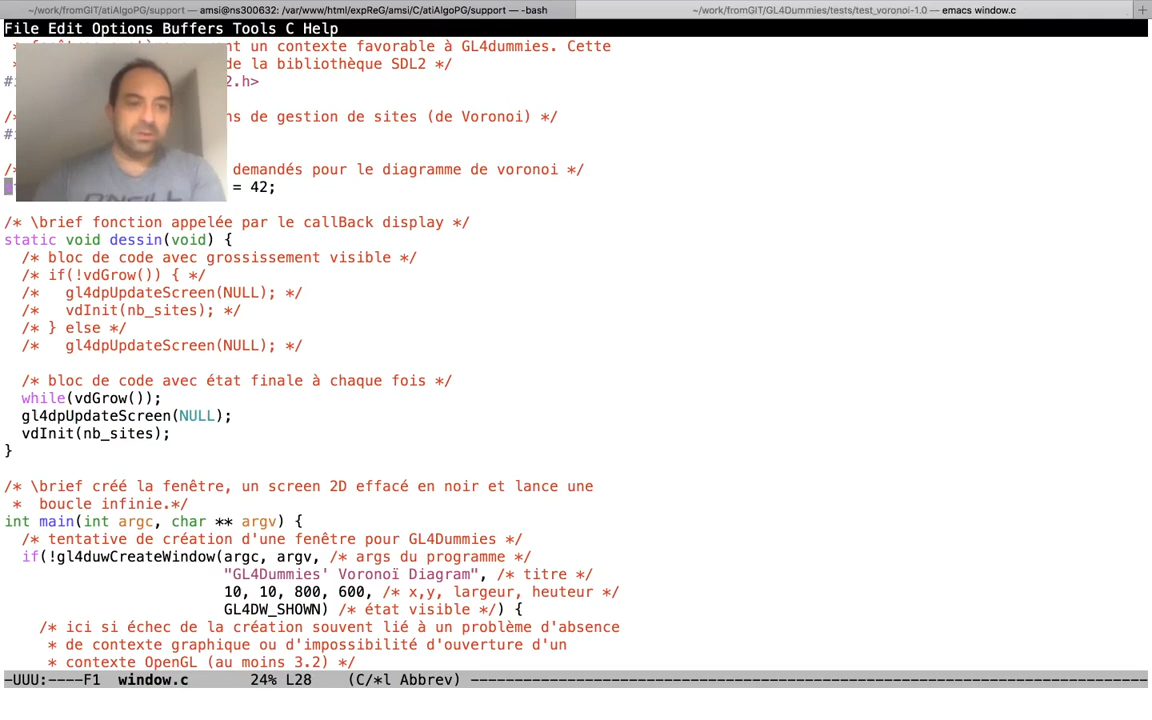 ~/work/fromGIT/atiAlgoPG/support — amsi@ns300632: /var/www/html/expReG/amsi/C/atiAlgoPG/support — -bash
~/work/fromGIT/GL4Dummies/tests/test_voronoi-1.0 — emacs window.c
File Edit Options Buffers Tools C Help
un contexte favorable à GL4dummies. Cette
de la bibliothèque SDL2 */
#
2.h>
/*
ns de gestion de sites (de Voronoi) */
#
/*
demandés pour le diagramme de voronoi */
= 42;
/* \brief fonction appelée par le callBack display */
static void dessin(void) {
/* bloc de code avec grossissement visible */
/* if(!vdGrow()) { */
/*   gl4dpUpdateScreen(NULL); */
/*   vdInit(nb_sites); */
/* } else */
/*   gl4dpUpdateScreen(NULL); */
/* bloc de code avec état finale à chaque fois */
while(vdGrow());
gl4dpUpdateScreen(NULL);
vdInit(nb_sites);
}
/* \brief créé la fenêtre, un screen 2D effacé en noir et lance une
*  boucle infinie.*/
int main(int argc, char ** argv) {
/* tentative de création d'une fenêtre pour GL4Dummies */
if(!gl4duwCreateWindow(argc, argv, /* args du programme */
"GL4Dummies' Voronoï Diagram", /* titre */
10, 10, 800, 600, /* x,y, largeur, heuteur */
GL4DW_SHOWN) /* état visible */) {
/* ici si échec de la création souvent lié à un problème d'absence
* de contexte graphique ou d'impossibilité d'ouverture d'un
* contexte OpenGL (au moins 3.2) */
-UUU:----F1  window.c       24% L28    (C/*l Abbrev)